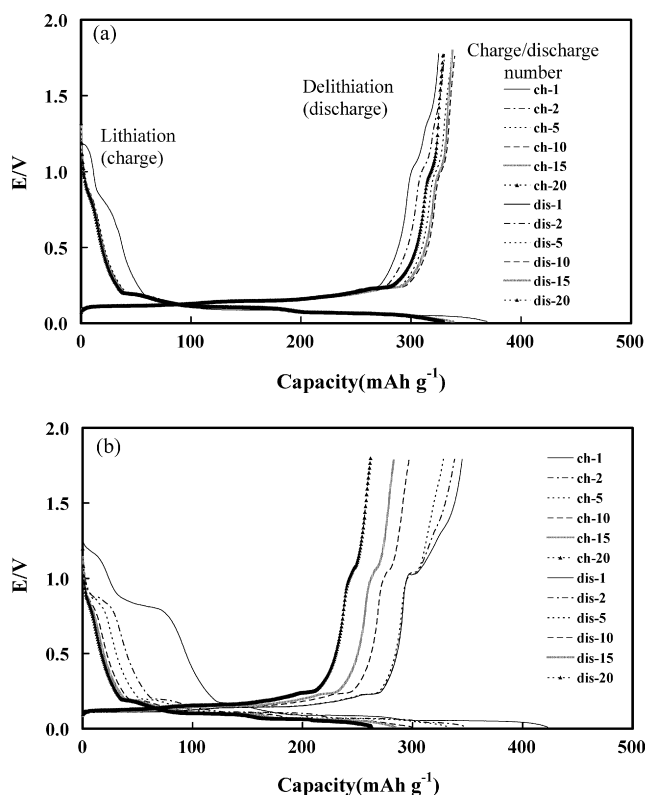 (a)
2.0
1.5
1.0
0.5
0.0
E/V
Lithiation
(charge)
Delithiation
(discharge)
Charge/discharge
number
ch-1
ch-2
ch-5
ch-10
ch-15
ch-20
dis-1
dis-2
dis-5
dis-10
dis-15
dis-20
0 100 200 300 400 500
Capacity(mAh g⁻¹)
(b)
2.0
1.5
1.0
0.5
0.0
E/V
ch-1
ch-2
ch-5
ch-10
ch-15
ch-20
dis-1
dis-2
dis-5
dis-10
dis-15
dis-20
0 100 200 300 400 500
Capacity(mAh g⁻¹)